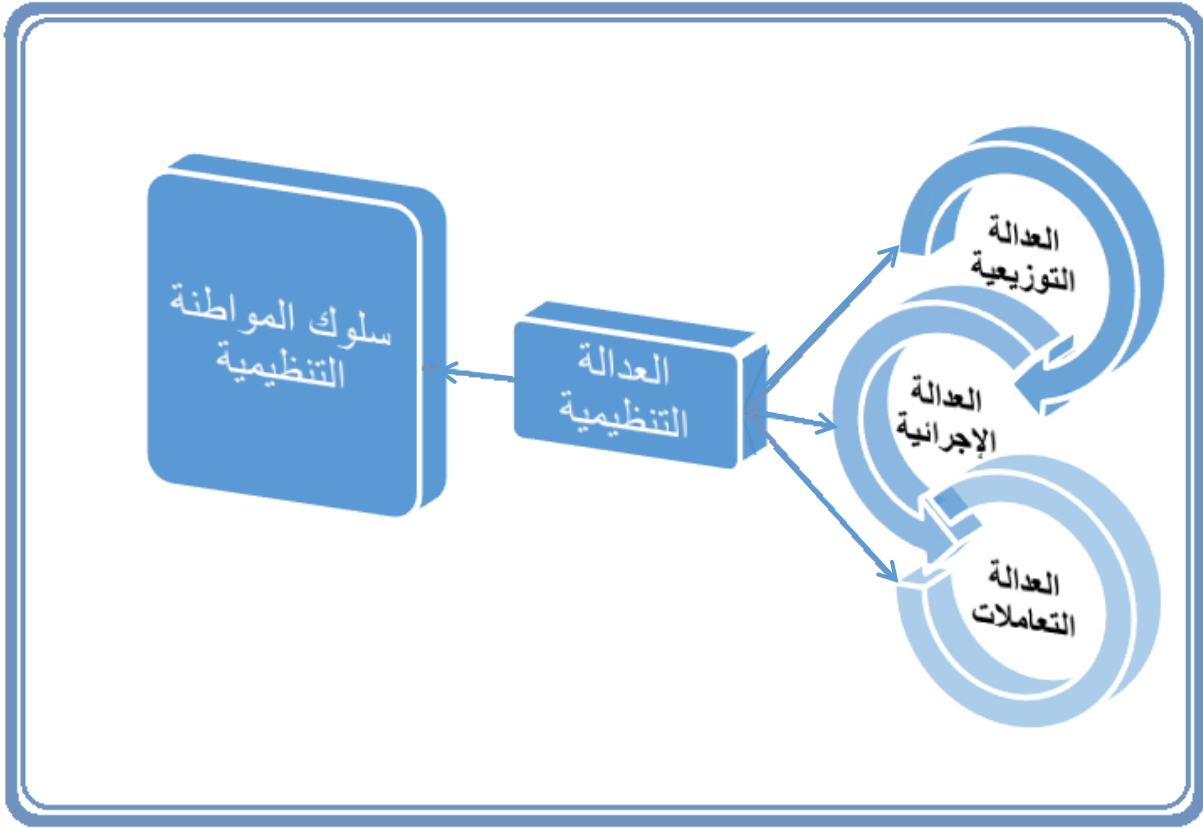 العدالة
التوزيعية
العدالة
الإجرائية
العدالة
التعاملات
العدالة
التنظيمية
سلوك المواطنة
التنظيمية